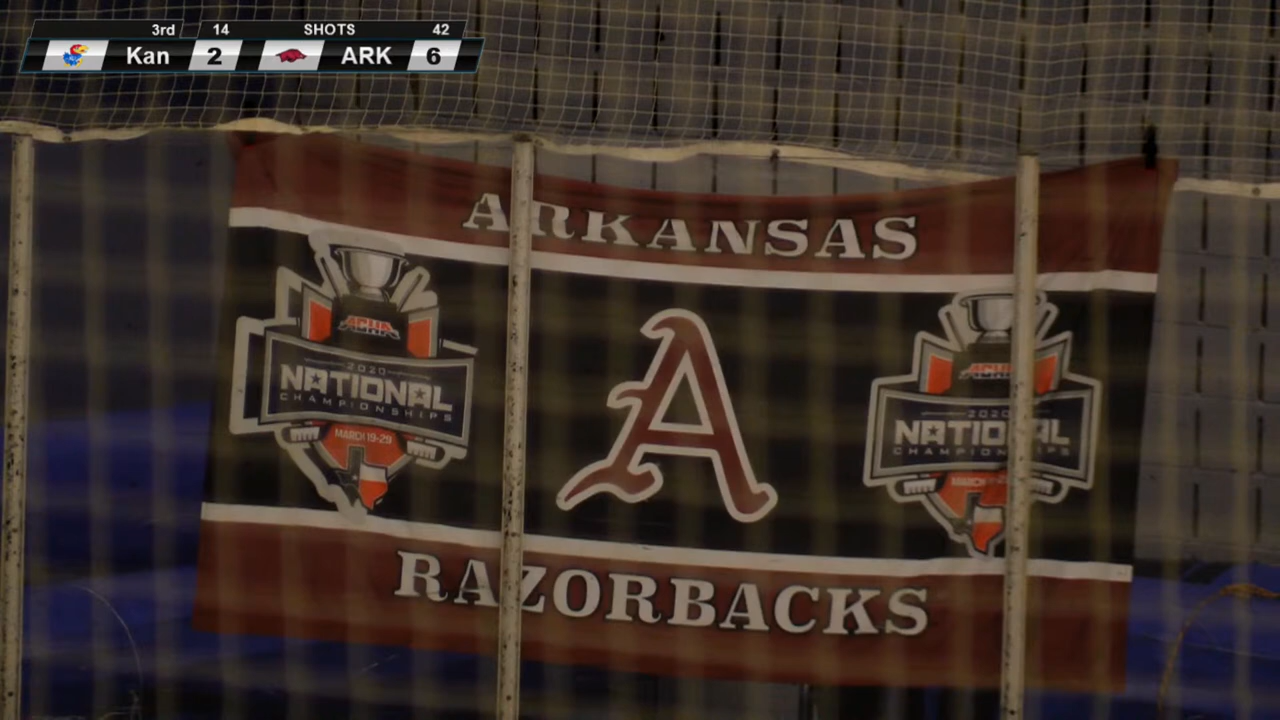 3rd 14 SHOTS 42
Kan 2 ARK 6
ARKANSAS
ACHA
2020
NATIONAL
CHAMPIONSHIPS
MARCH 19-29
A
ACHA
2020
NATIONAL
CHAMPIONSHIPS
MARCH
RAZORBACKS